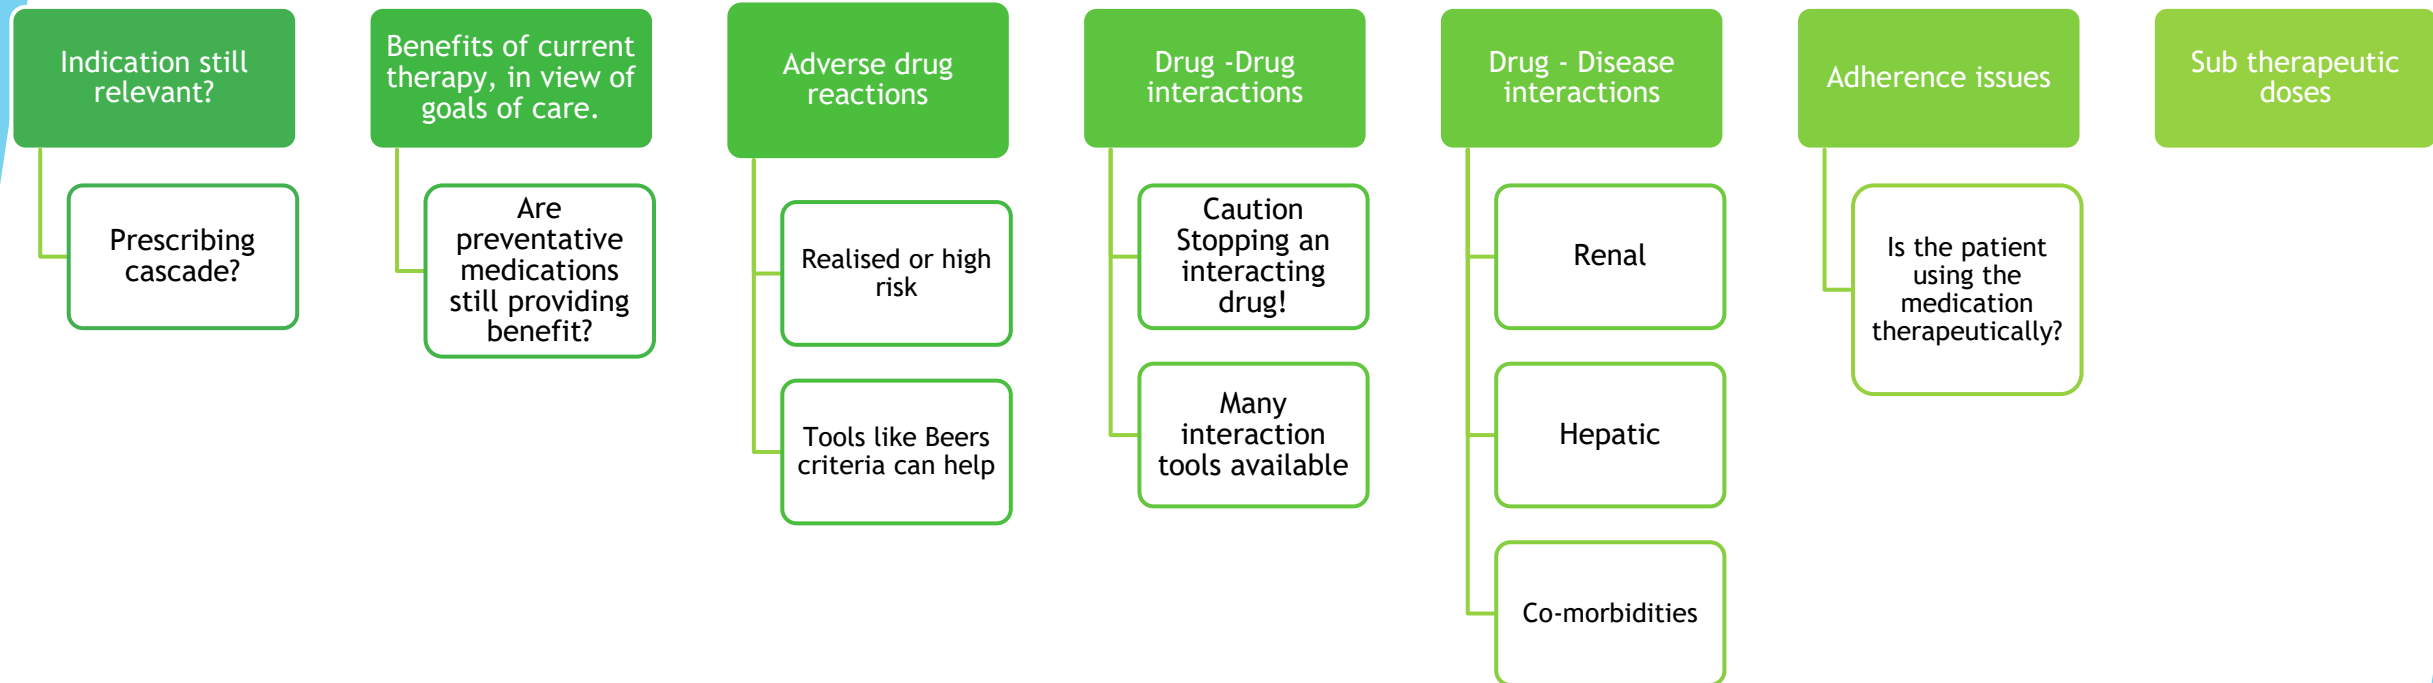 Indication still
relevant?
Prescribing
cascade?
Benefits of current
therapy, in view of
goals of care.
Are
preventative
medications
still providing
benefit?
Adverse drug
reactions
Realised or high
risk
Tools like Beers
criteria can help
Drug -Drug
interactions
Caution
Stopping an
interacting
drug!
Many
interaction
tools available
Drug - Disease
interactions
Renal
Hepatic
Co-morbidities
Adherence issues
Is the patient
using the
medication
therapeutically?
Sub therapeutic
doses